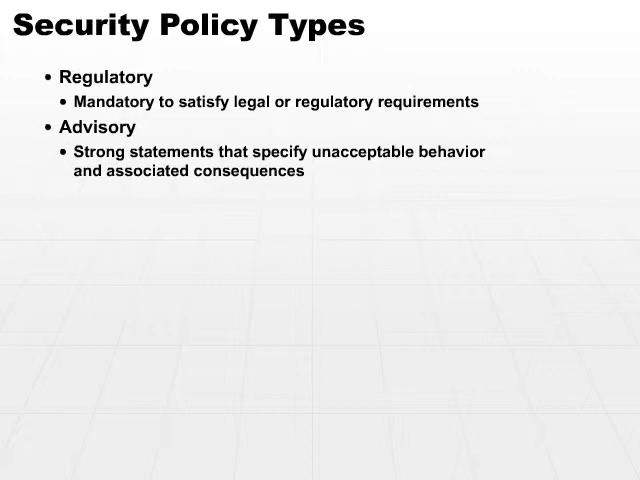 Security Policy Types
• Regulatory
• Mandatory to satisfy legal or regulatory requirements
• Advisory
• Strong statements that specify unacceptable behavior
and associated consequences